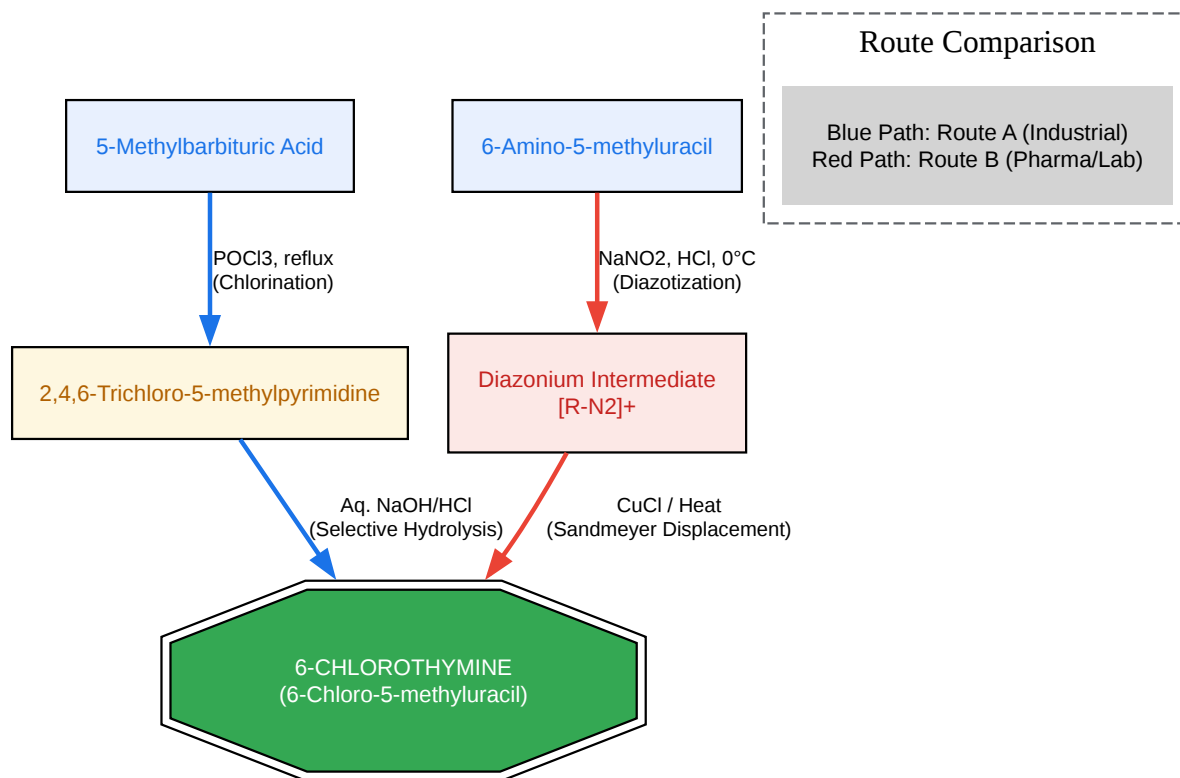 Route Comparison
Blue Path: Route A (Industrial)
Red Path: Route B (Pharma/Lab)
5-Methylbarbituric Acid
6-Amino-5-methyluracil
POCl3, reflux
(Chlorination)
NaNO2, HCl, 0°C
(Diazotization)
2,4,6-Trichloro-5-methylpyrimidine
Diazonium Intermediate
[R-N2]+
Aq. NaOH/HCl
(Selective Hydrolysis)
CuCl / Heat
(Sandmeyer Displacement)
6-CHLOROTHYMINE
(6-Chloro-5-methyluracil)